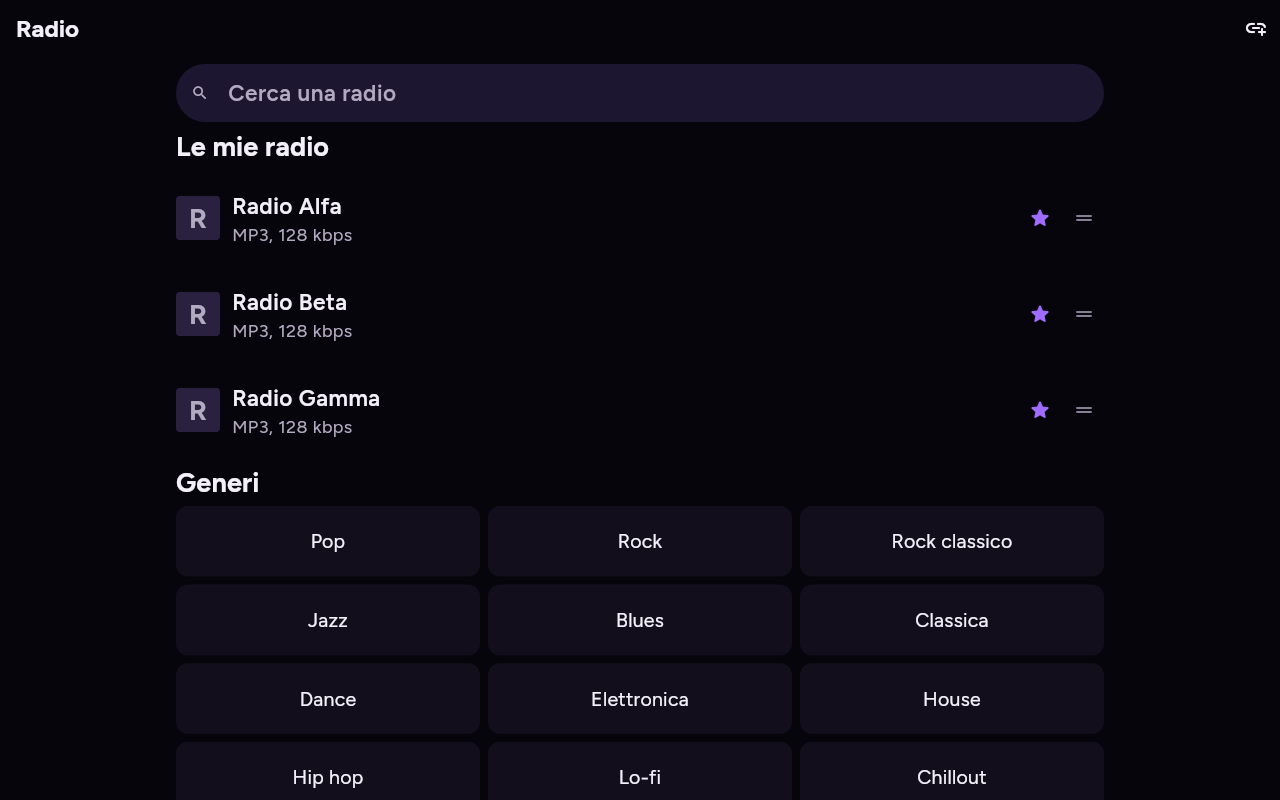 Radio
Cerca una radio
Le mie radio
R
Radio Alfa
MP3, 128 kbps
R
Radio Beta
MP3, 128 kbps
R
Radio Gamma
MP3, 128 kbps
Generi
Pop
Rock
Rock classico
Jazz
Blues
Classica
Dance
Elettronica
House
Hip hop
Lo-fi
Chillout